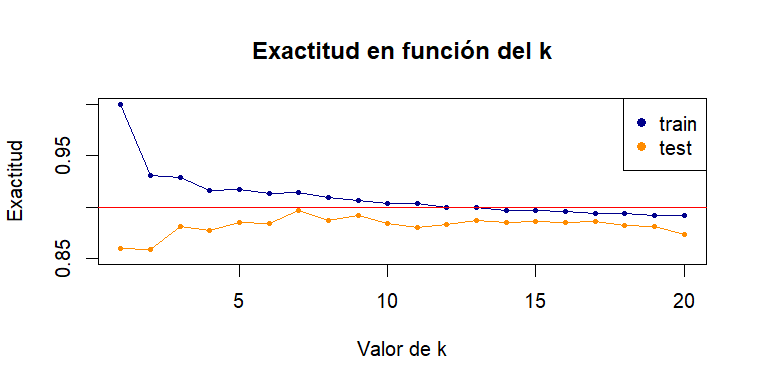 Exactitud en función del k
train
test
Exactitud
0.95
0.85
5
10
15
20
Valor de k